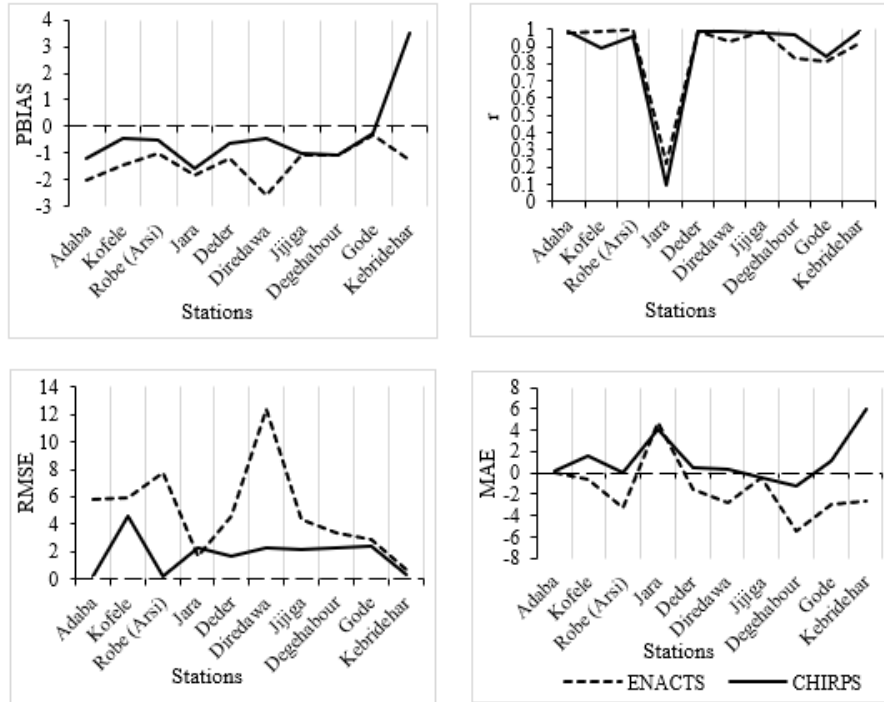 PBIAS
4
3
2
1
0
-1
-2
-3
Adaba
Kofele
Robe (Arsi)
Jara
Deder
Diredawa
Jijiga
Degehabour
Gode
Kebridehar
Stations
r
1
0.9
0.8
0.7
0.6
0.5
0.4
0.3
0.2
0.1
0
Adaba
Kofele
Robe (Arsi)
Jara
Deder
Diredawa
Jijiga
Degehabour
Gode
Kebridehar
Stations
RMSE
14
12
10
8
6
4
2
0
Adaba
Kofele
Robe (Arsi)
Jara
Deder
Diredawa
Jijiga
Degehabour
Gode
Kebridehar
Stations
MAE
8
6
4
2
0
-2
-4
-6
-8
Adaba
Kofele
Robe (Arsi)
Jara
Deder
Diredawa
Jijiga
Degehabour
Gode
Kebridehar
Stations
ENACTS CHIRPS